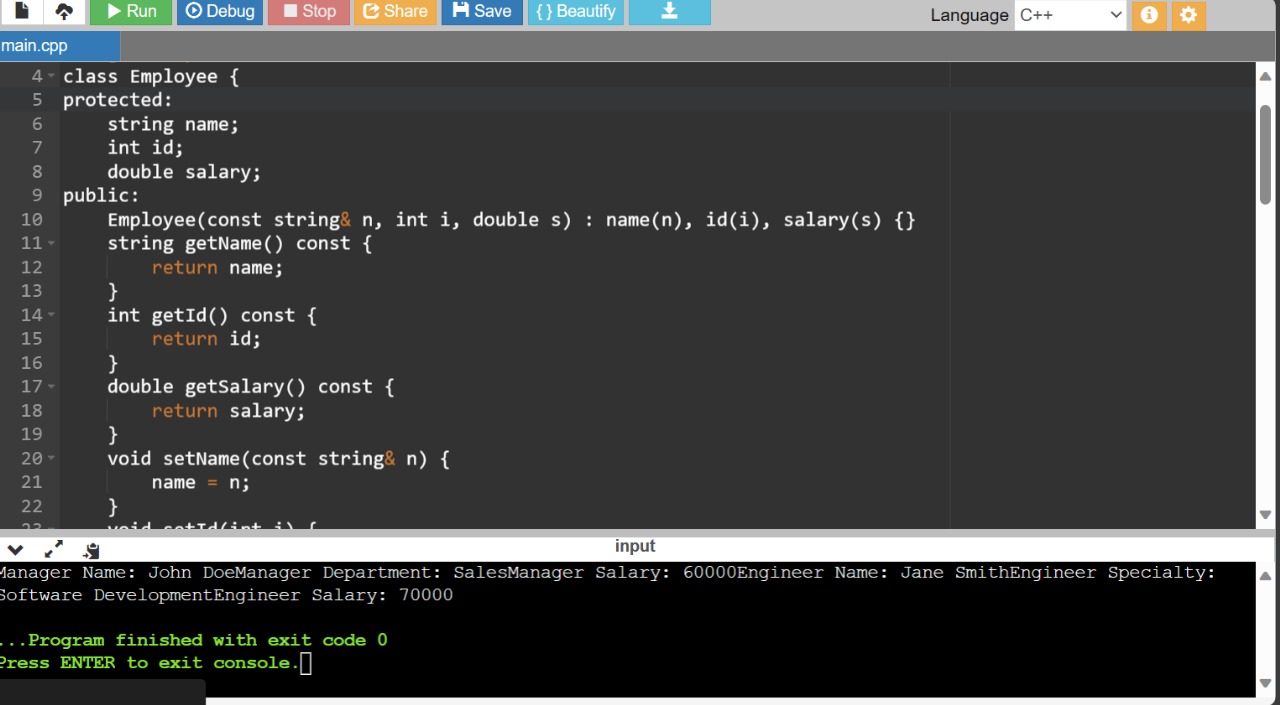 Run Debug Stop Share Save { } Beautify Language C++
main.cpp
4 class Employee {
5 protected:
6 string name;
7 int id;
8 double salary;
9 public:
10 Employee(const string& n, int i, double s) : name(n), id(i), salary(s) {}
11 string getName() const {
12 return name;
13 }
14 int getId() const {
15 return id;
16 }
17 double getSalary() const {
18 return salary;
19 }
20 void setName(const string& n) {
21 name = n;
22 }
23 void setId(int i) {
input
Manager Name: John DoeManager Department: SalesManager Salary: 60000Engineer Name: Jane SmithEngineer Specialty:
Software DevelopmentEngineer Salary: 70000
...Program finished with exit code 0
Press ENTER to exit console.